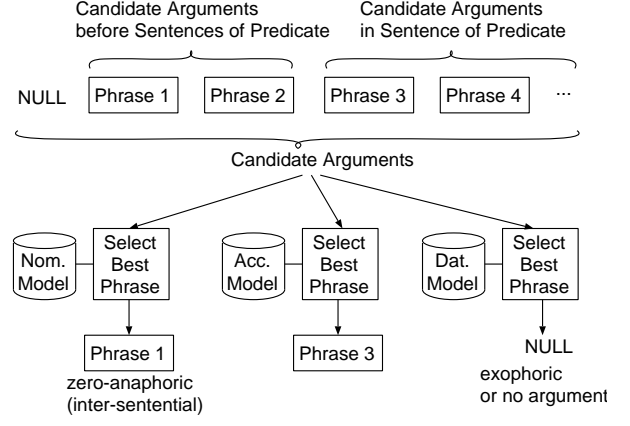 Candidate Arguments
before Sentences of Predicate
Candidate Arguments
in Sentence of Predicate
NULL
Phrase 1
Phrase 2
Phrase 3
Phrase 4
...
Candidate Arguments
Nom.
Model
Select
Best
Phrase
Acc.
Model
Select
Best
Phrase
Dat.
Model
Select
Best
Phrase
Phrase 1
zero-anaphoric
(inter-sentential)
Phrase 3
NULL
exophoric
or no argument